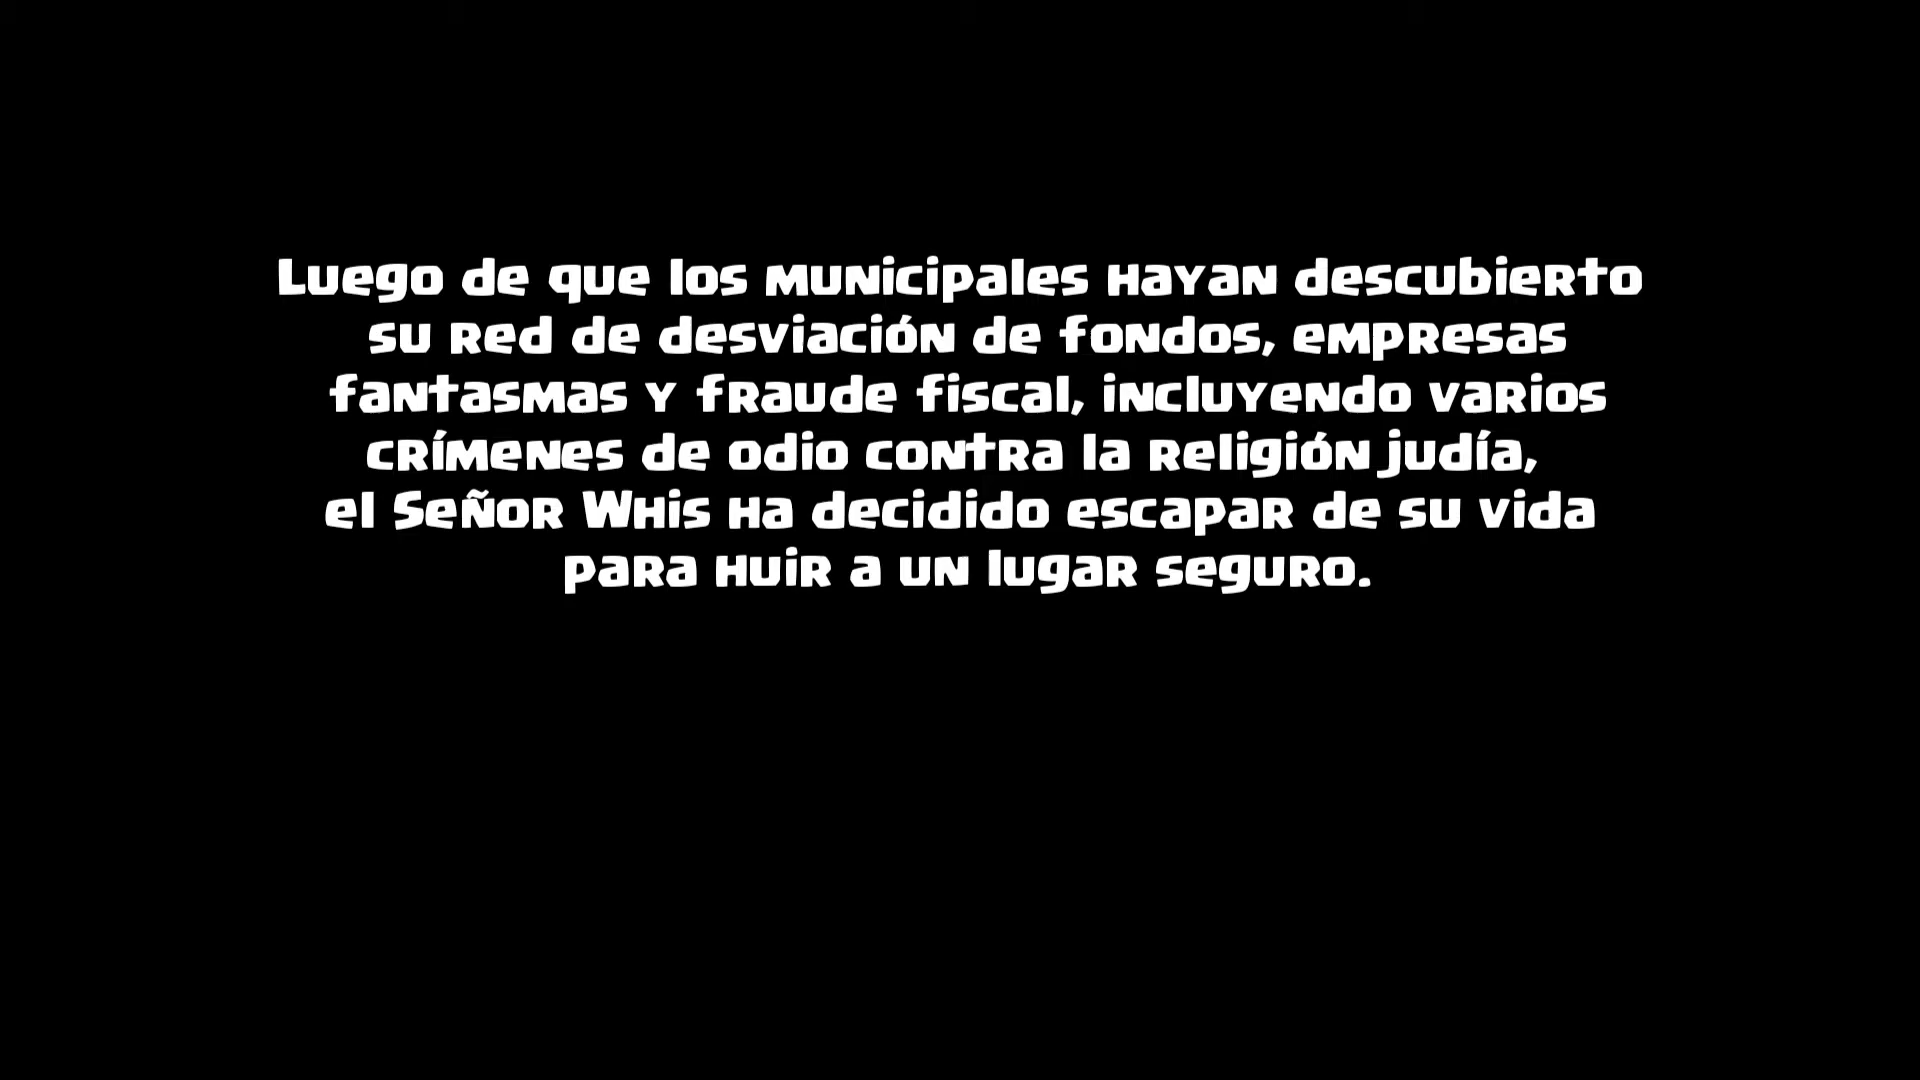 Luego de que los municipales hayan descubierto
su red de desviación de fondos, empresas
fantasmas y fraude fiscal, incluyendo varios
crímenes de odio contra la religión judía,
el Señor Whis ha decidido escapar de su vida
para huir a un lugar seguro.